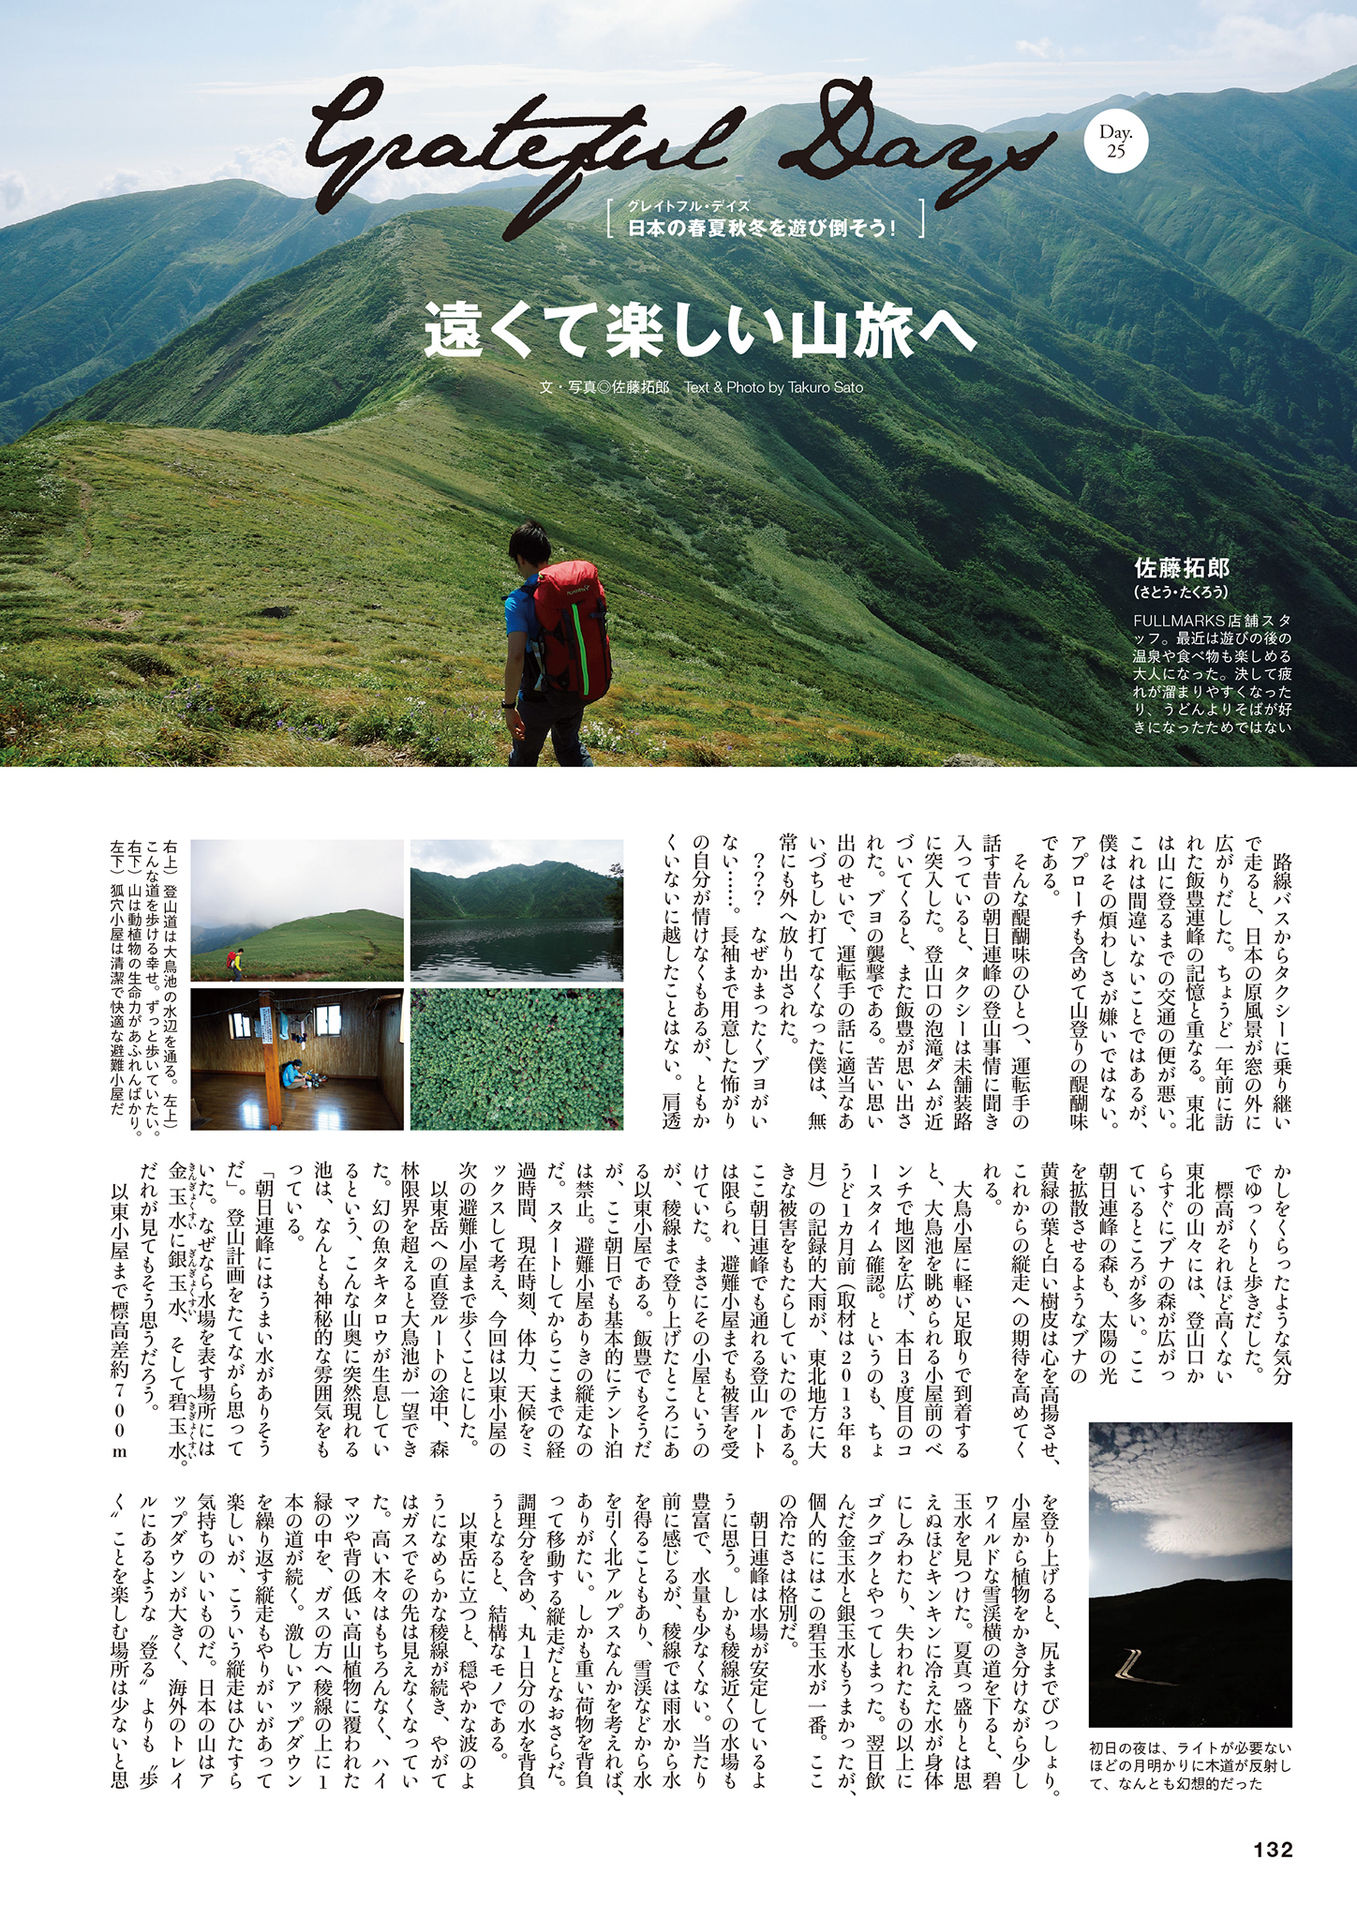 Grateful Days
Day.
25
グレイトフル・デイズ
日本の春夏秋冬を遊び倒そう!
遠くて楽しい山旅へ
文・写真◎佐藤拓郎 Text & Photo by Takuro Sato
佐藤拓郎
(さとう・たくろう)
FULLMARKS店舗スタ
ッフ。最近は遊びの後の
温泉や食べ物も楽しめる
大人になった。決して疲
れが溜まりやすくなった
り、うどんよりそばが好
きになったためではない
路線バスからタクシーに乗り継い
で走ると、日本の原風景が窓の外に
広がりだした。ちょうど一年前に訪
れた飯豊連峰の記憶と重なる。東北
は山に登るまでの交通の便が悪い。
これは間違いないことではあるが、
僕はその煩わしさが嫌いではない。
アプローチも含めて山登りの醍醐味
である。
そんな醍醐味のひとつ、運転手の
話す昔の朝日連峰の登山事情に聞き
入っていると、タクシーは未舗装路
に突入した。登山口の泡滝ダムが近
づいてくると、また飯豊が思い出さ
れた。ブヨの襲撃である。苦い思い
出のせいで、運転手の話に適当なあ
いづちしか打てなくなった僕は、無
常にも外へ放り出された。
??? なぜかまったくブヨがい
ない……。長袖まで用意した怖がり
の自分が情けなくもあるが、ともか
くいないに越したことはない。肩透
右上) 登山道は大鳥池の水辺を通る。左上)
こんな道を歩ける幸せ。ずっと歩いていたい。
右下) 山は動植物の生命力があふれんばかり。
左下) 狐穴小屋は清潔で快適な避難小屋だ
かしをくらったような気分
でゆっくりと歩きだした。
標高がそれほど高くない
東北の山々には、登山口か
らすぐにブナの森が広がっ
ているところが多い。ここ
朝日連峰の森も、太陽の光
を拡散させるようなブナの
黄緑の葉と白い樹皮は心を高揚させ、
これからの縦走への期待を高めてく
れる。
大鳥小屋に軽い足取りで到着する
と、大鳥池を眺められる小屋前のベ
ンチで地図を広げ、本日3度目のコ
ースタイム確認。というのも、ちょ
うど1カ月前(取材は2013年8
月)の記録的大雨が、東北地方に大
きな被害をもたらしていたのである。
ここ朝日連峰でも通れる登山ルート
は限られ、避難小屋までも被害を受
けていた。まさにその小屋というの
が、稜線まで登り上げたところにあ
る以東小屋である。飯豊でもそうだ
が、ここ朝日でも基本的にテント泊
は禁止。避難小屋ありきの縦走なの
だ。スタートしてからここまでの経
過時間、現在時刻、体力、天候をミ
ックスして考え、今回は以東小屋の
次の避難小屋まで歩くことにした。
以東岳への直登ルートの途中、森
林限界を超えると大鳥池が一望でき
た。幻の魚タキタロウが生息してい
るという、こんな山奥に突然現れる
池は、なんとも神秘的な雰囲気をも
っている。
「朝日連峰にはうまい水がありそう
だ」。登山計画をたてながら思って
いた。なぜなら水場を表す場所には
金玉水に銀玉水、そして碧玉水。
きんぎょくすい ぎんぎょくすい へきぎょくすい
だれが見てもそう思うだろう。
以東小屋まで標高差約700m
を登り上げると、尻までびっしょり。
小屋から植物をかき分けながら少し
ワイルドな雪渓横の道を下ると、碧
玉水を見つけた。夏真っ盛りとは思
えぬほどキンキンに冷えた水が身体
にしみわたり、失われたもの以上に
ゴクゴクとやってしまった。翌日飲
んだ金玉水と銀玉水もうまかったが、
個人的にはこの碧玉水が一番。ここ
の冷たさは格別だ。
朝日連峰は水場が安定しているよ
うに思う。しかも稜線近くの水場も
豊富で、水量も少なくない。当たり
前に感じるが、稜線では雨水から水
を得ることもあり、雪渓などから水
を引く北アルプスなんかを考えれば、
ありがたい。しかも重い荷物を背負
って移動する縦走だとなおさらだ。
調理分を含め、丸1日分の水を背負
うとなると、結構なモノである。
以東岳に立つと、穏やかな波のよ
うになめらかな稜線が続き、やがて
はガスでその先は見えなくなってい
た。高い木々はもちろんなく、ハイ
マツや背の低い高山植物に覆われた
緑の中を、ガスの方へ稜線の上に1
本の道が続く。激しいアップダウン
を繰り返す縦走もやりがいがあって
楽しいが、こういう縦走はひたすら
気持ちのいいものだ。日本の山はア
ップダウンが大きく、海外のトレイ
ルにあるような〝登る〟よりも〝歩
く〟ことを楽しむ場所は少ないと思
初日の夜は、ライトが必要ない
ほどの月明かりに木道が反射し
て、なんとも幻想的だった
132